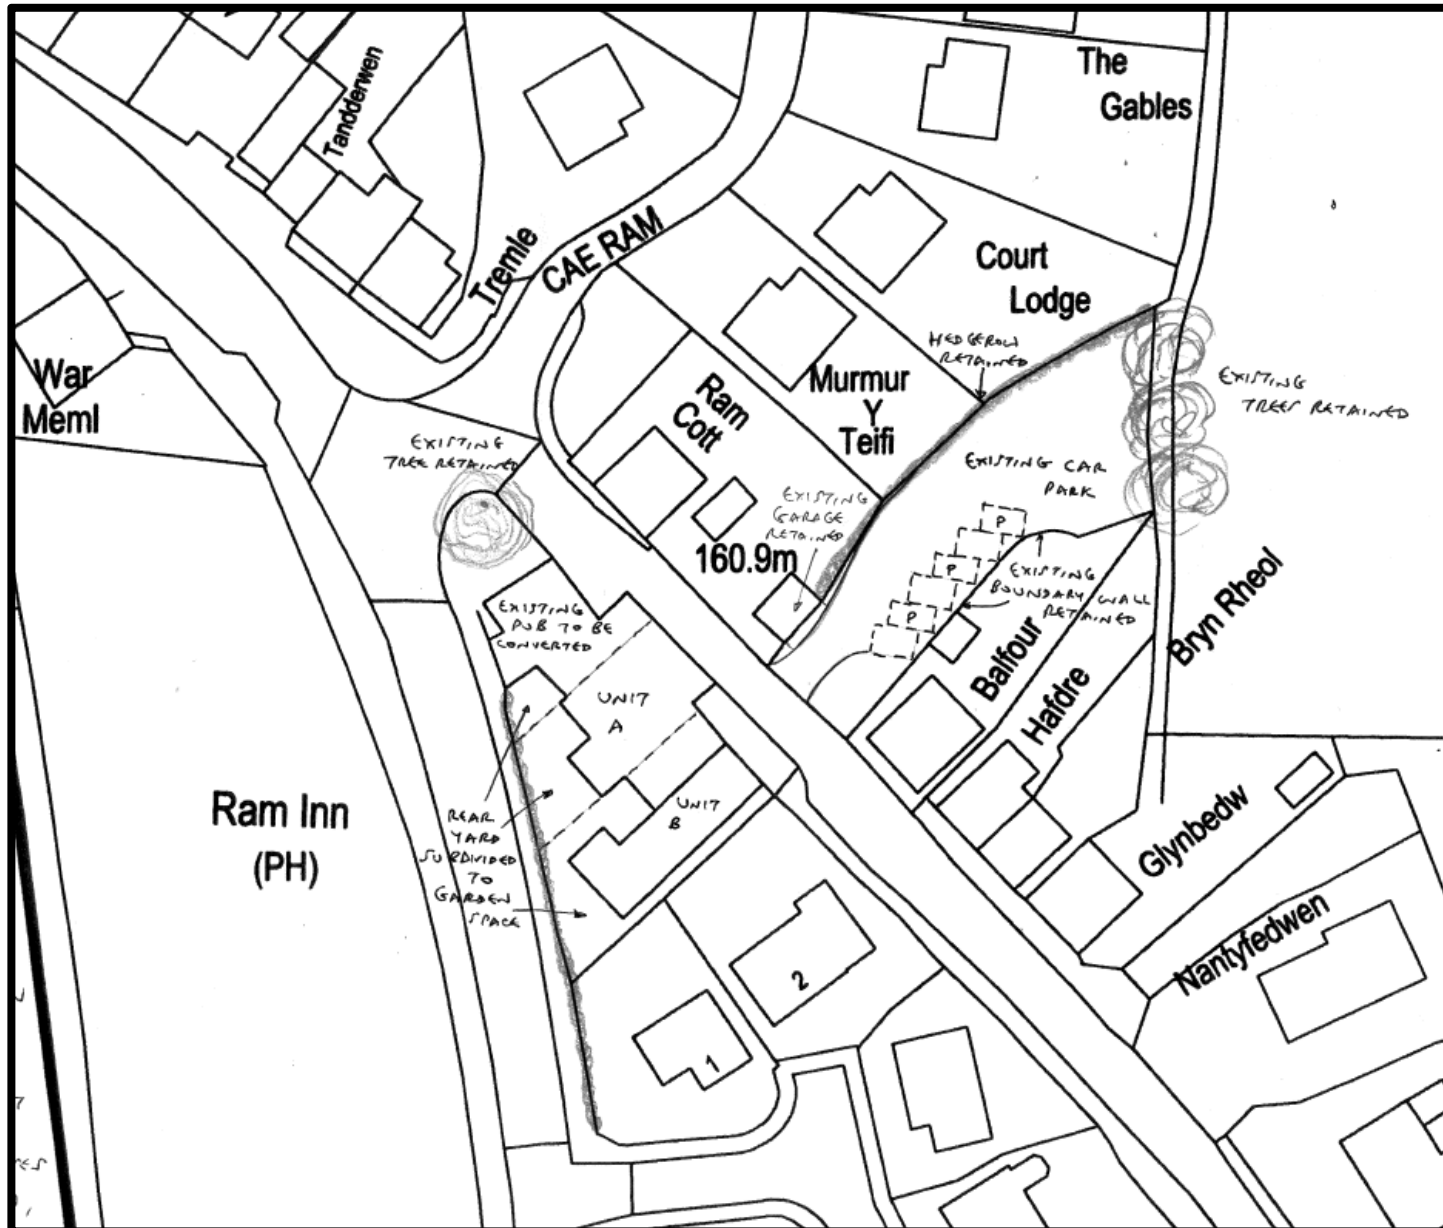 The
Gables
Tandderwen
Tremle
CAE RAM
Court
Lodge
HEDGEROW
RETAINED
War
Meml
Ram
Cott
Murmur
Y
Teifi
EXISTING
TREES RETAINED
EXISTING
TREE RETAINED
EXISTING CAR
PARK
EXISTING
GARAGE
RETAINED
160.9m
P
P
P
EXISTING
BOUNDARY WALL
RETAINED
EXISTING
PUB TO BE
CONVERTED
Balfour
Hafdre
Bryn Rheol
UNIT
A
UNIT
B
Ram Inn
(PH)
REAR
YARD
SUBDIVIDED
TO
GARDEN
SPACE
Glynbedw
Nantyfedwen
2
1